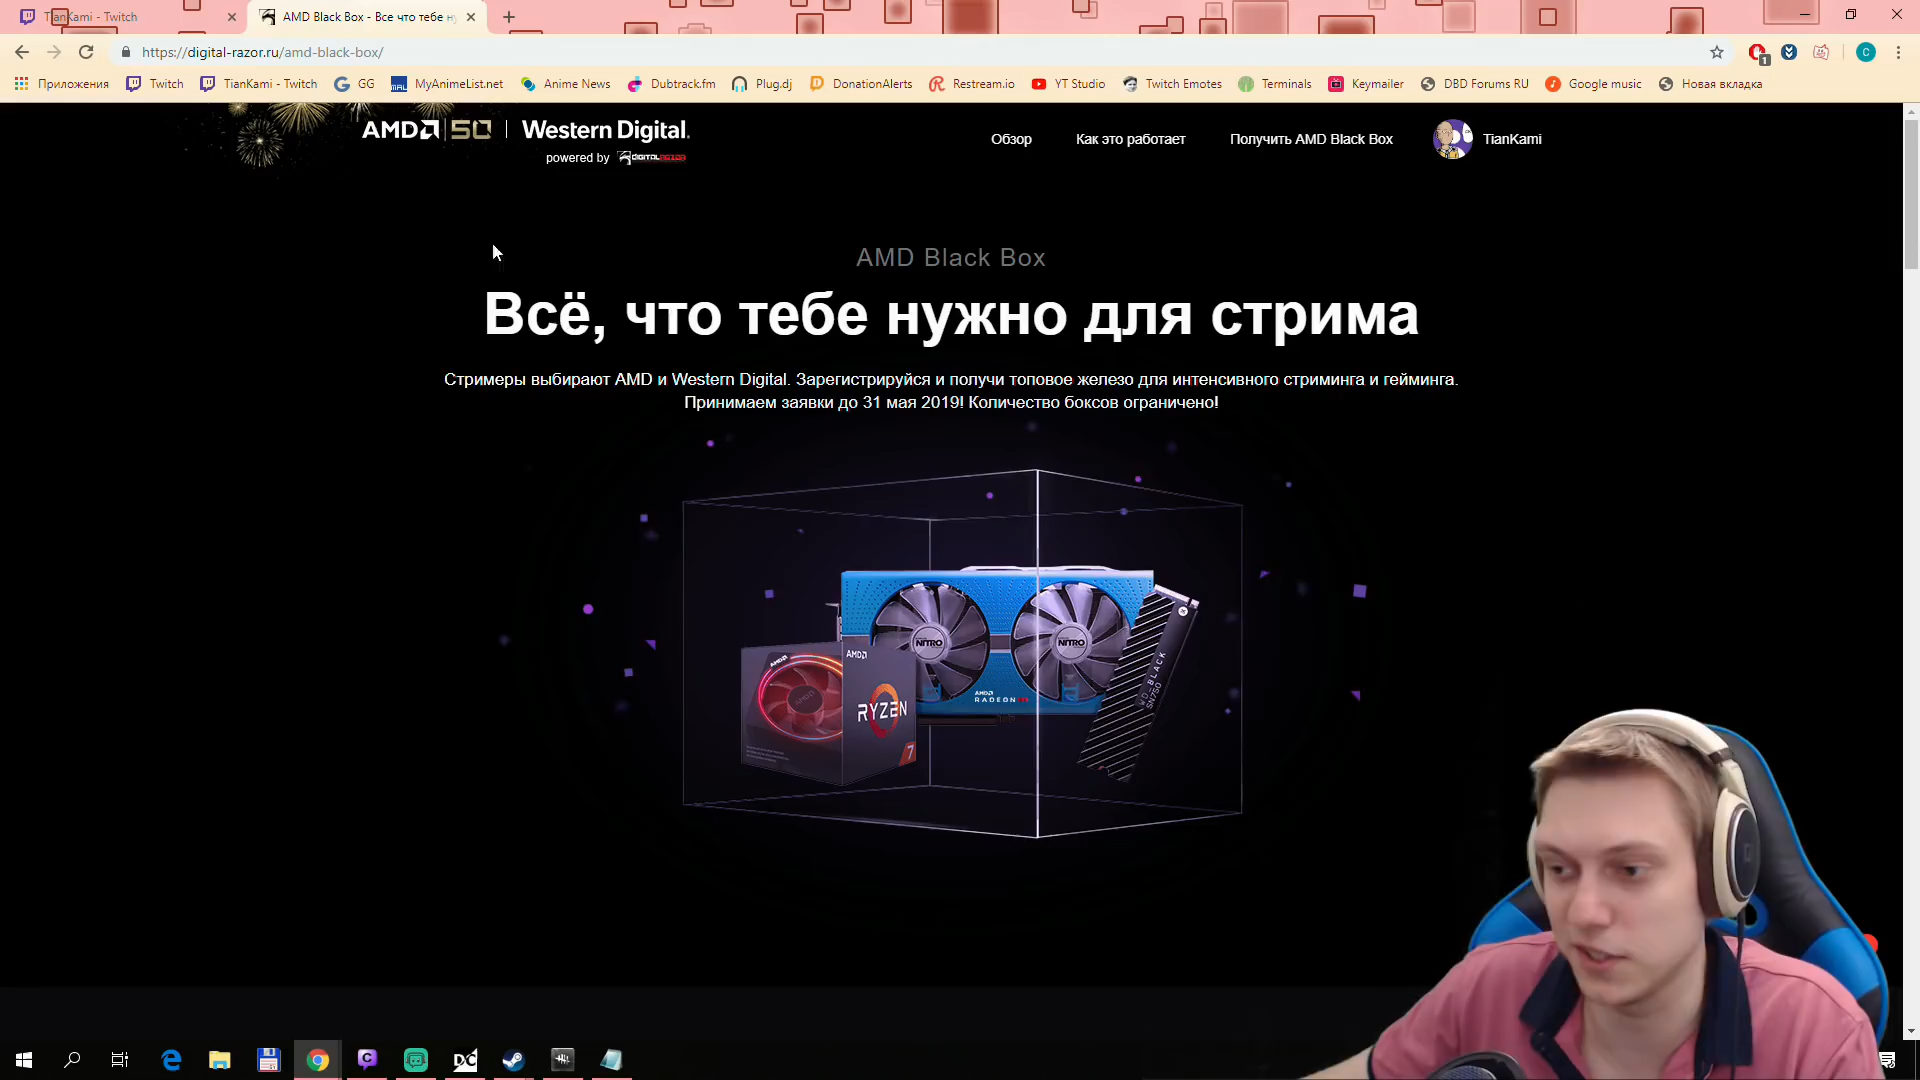 TianKami - Twitch
AMD Black Box - Все что тебе н
https://digital-razor.ru/amd-black-box/
Приложения
Twitch
TianKami - Twitch
GG
MyAnimeList.net
Anime News
Dubtrack.fm
Plug.dj
DonationAlerts
Restream.io
YT Studio
Twitch Emotes
Terminals
Keymailer
DBD Forums RU
Google music
Новая вкладка
AMD 50 | Western Digital.
powered by DIGITALRAZOR
Обзор
Как это работает
Получить AMD Black Box
TianKami
AMD Black Box
Всё, что тебе нужно для стрима
Стримеры выбирают AMD и Western Digital. Зарегистрируйся и получи топовое железо для интенсивного стриминга и гейминга.
Принимаем заявки до 31 мая 2019! Количество боксов ограничено!
NITRO
NITRO
AMD
RADEON
WD_BLACK
SN750
AMD
AMD
AMD
RYZEN
7